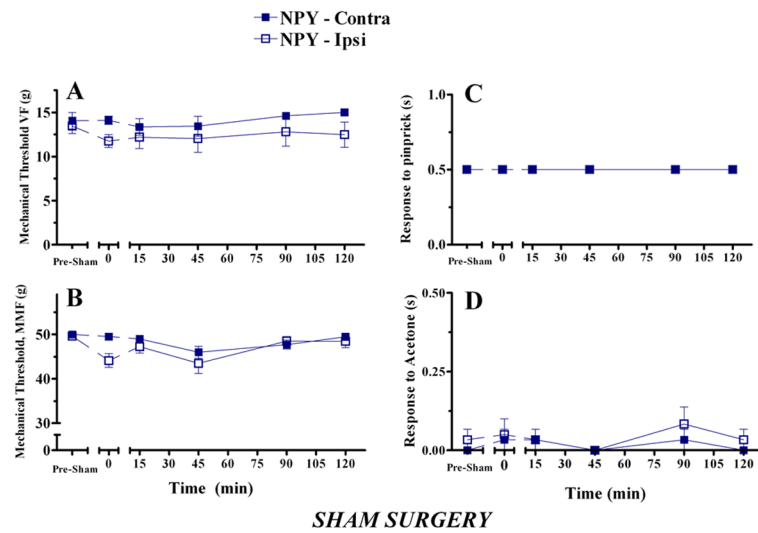 NPY - Contra
NPY - Ipsi
A
Mechanical Threshold VF (g)
15
10
5
0
Pre-Sham 0 15 30 45 60 75 90 105 120
C
Response to pinprick (s)
1.0
0.5
0.0
Pre-Sham 0 15 30 45 60 75 90 105 120
B
Mechanical Threshold, MMF (g)
50
40
30
0
Pre-Sham 0 15 30 45 60 75 90 105 120
Time (min)
D
Response to Acetone (s)
0.50
0.25
0.00
Pre-Sham 0 15 30 45 60 75 90 105 120
Time (min)
SHAM SURGERY